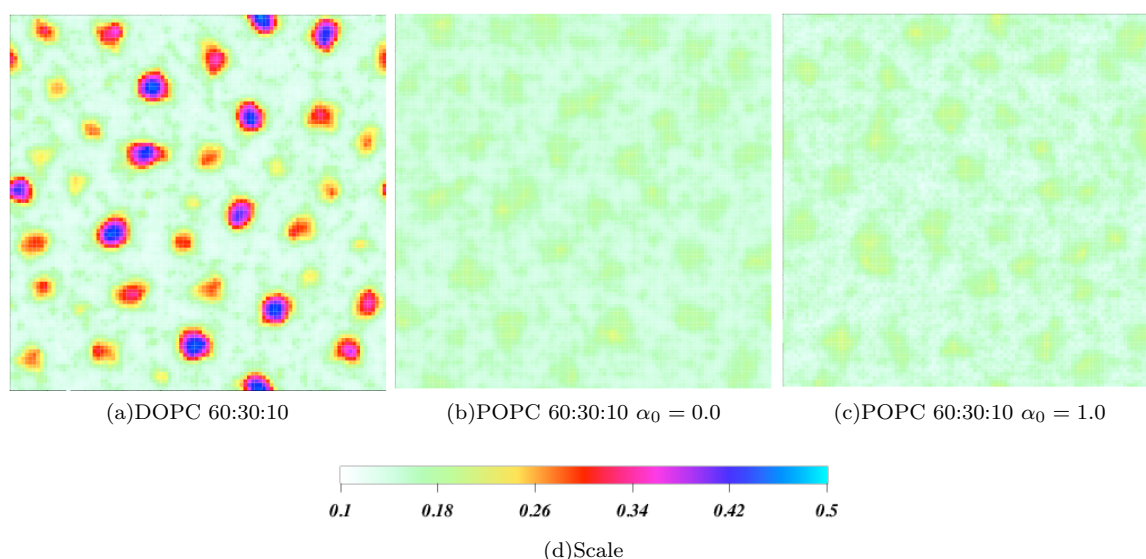 (a)DOPC 60:30:10
(b)POPC 60:30:10 α₀ = 0.0
(c)POPC 60:30:10 α₀ = 1.0
0.1 0.18 0.26 0.34 0.42 0.5
(d)Scale